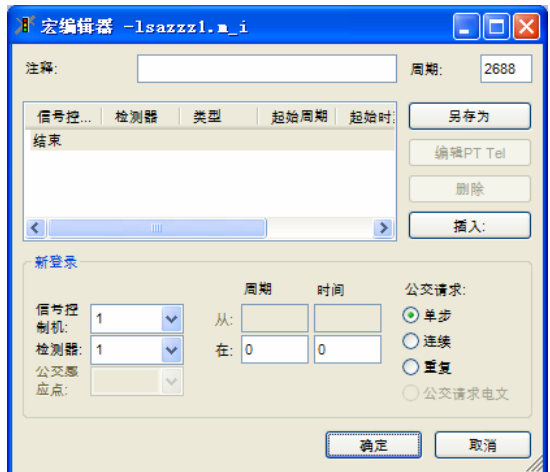 宏编辑器 -lsazzz1.m_i
注释: 周期: 2688
信号控... 检测器 类型 起始周期 起始时
结束
另存为
编辑PT Tel
删除
插入:
新登录
周期 时间 公交请求:
信号控制机: 1 从: 单步
检测器: 1 在: 0 0 连续
公交感应点: 重复
公交请求电文
确定 取消